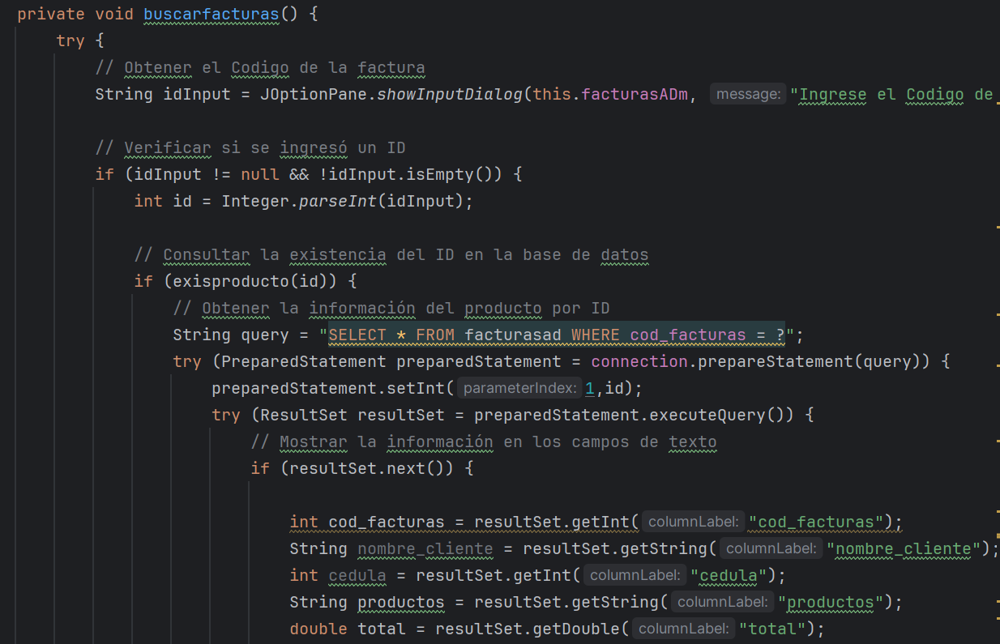 private void buscarfacturas() {
try {
// Obtener el Codigo de la factura
String idInput = JOptionPane.showInputDialog(this.facturasADm, message: "Ingrese el Codigo de
// Verificar si se ingresó un ID
if (idInput != null && !idInput.isEmpty()) {
int id = Integer.parseInt(idInput);
// Consultar la existencia del ID en la base de datos
if (exisproducto(id)) {
// Obtener la información del producto por ID
String query = "SELECT * FROM facturasad WHERE cod_facturas = ?";
try (PreparedStatement preparedStatement = connection.prepareStatement(query)) {
preparedStatement.setInt( parameterIndex: 1,id);
try (ResultSet resultSet = preparedStatement.executeQuery()) {
// Mostrar la información en los campos de texto
if (resultSet.next()) {
int cod_facturas = resultSet.getInt( columnLabel: "cod_facturas");
String nombre_cliente = resultSet.getString( columnLabel: "nombre_cliente");
int cedula = resultSet.getInt( columnLabel: "cedula");
String productos = resultSet.getString( columnLabel: "productos");
double total = resultSet.getDouble( columnLabel: "total");